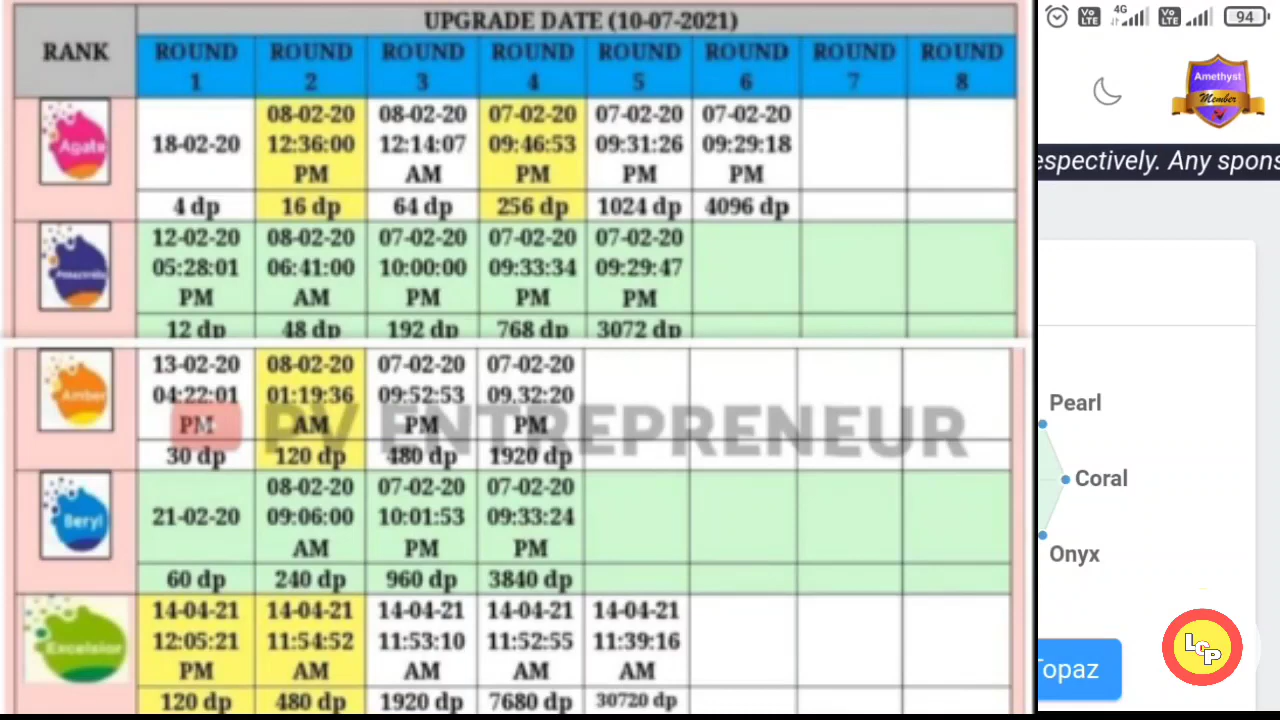 UPGRADE DATE (10-07-2021)
RANK
ROUND 1 ROUND 2 ROUND 3 ROUND 4 ROUND 5 ROUND 6 ROUND 7 ROUND 8
Agate
18-02-20
08-02-20 12:36:00 PM
08-02-20 12:14:07 AM
07-02-20 09:46:53 PM
07-02-20 09:31:26 PM
07-02-20 09:29:18 PM
4 dp 16 dp 64 dp 256 dp 1024 dp 4096 dp
12-02-20 05:28:01 PM
08-02-20 06:41:00 AM
07-02-20 10:00:00 PM
07-02-20 09:33:34 PM
07-02-20 09:29:47 PM
12 dp 48 dp 192 dp 768 dp 3072 dp
Amber
13-02-20 04:22:01 PM
08-02-20 01:19:36 AM
07-02-20 09:52:53 PM
07-02-20 09.32:20 PM
30 dp 120 dp 480 dp 1920 dp
PV ENTREPRENEUR
Beryl
21-02-20
08-02-20 09:06:00 AM
07-02-20 10:01:53 PM
07-02-20 09:33:24 PM
60 dp 240 dp 960 dp 3840 dp
Excelsior
14-04-21 12:05:21 PM
14-04-21 11:54:52 AM
14-04-21 11:53:10 AM
14-04-21 11:52:55 AM
14-04-21 11:39:16 AM
120 dp 480 dp 1920 dp 7680 dp 30720 dp
Vo LTE 4G Vo LTE 94
Amethyst
Member
espectively. Any spons
Pearl
Coral
Onyx
Topaz
LCP